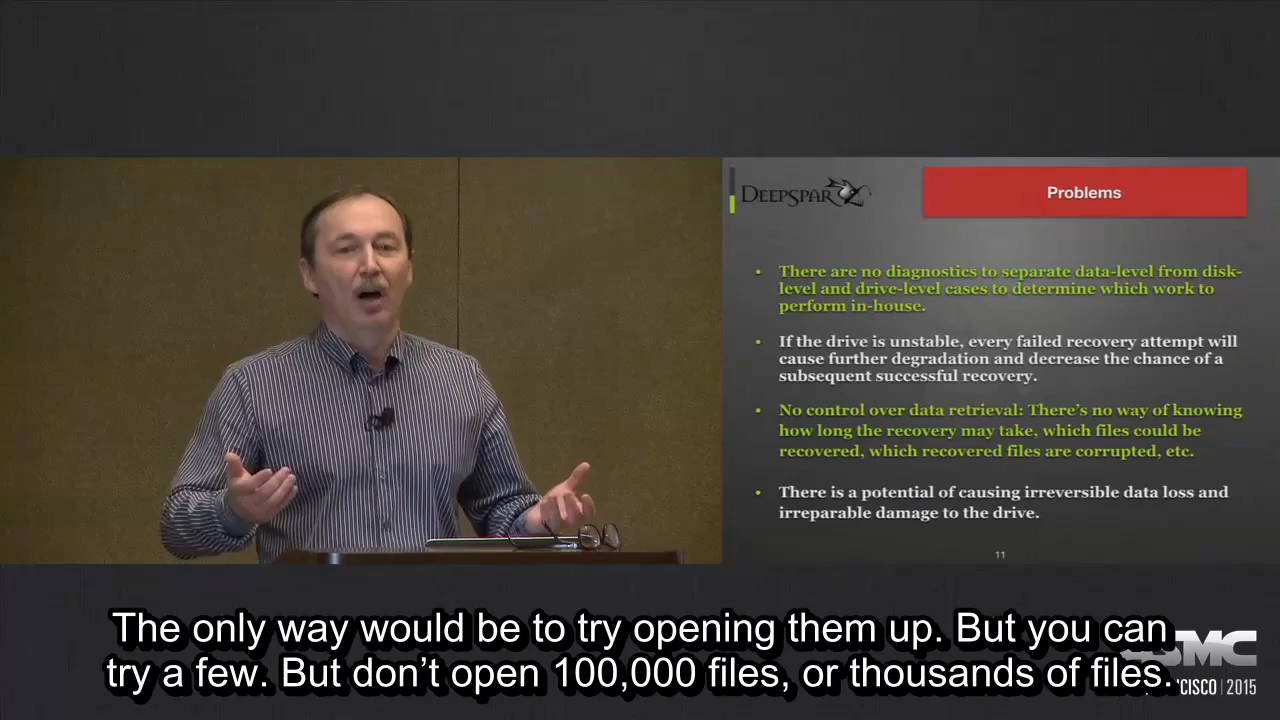 DEEPSPAR
Problems
• There are no diagnostics to separate data-level from disk-
level and drive-level cases to determine which work to
perform in-house.
• If the drive is unstable, every failed recovery attempt will
cause further degradation and decrease the chance of a
subsequent successful recovery.
• No control over data retrieval: There's no way of knowing
how long the recovery may take, which files could be
recovered, which recovered files are corrupted, etc.
• There is a potential of causing irreversible data loss and
irreparable damage to the drive.
11
The only way would be to try opening them up. But you can
try a few. But don't open 100,000 files, or thousands of files.
2015